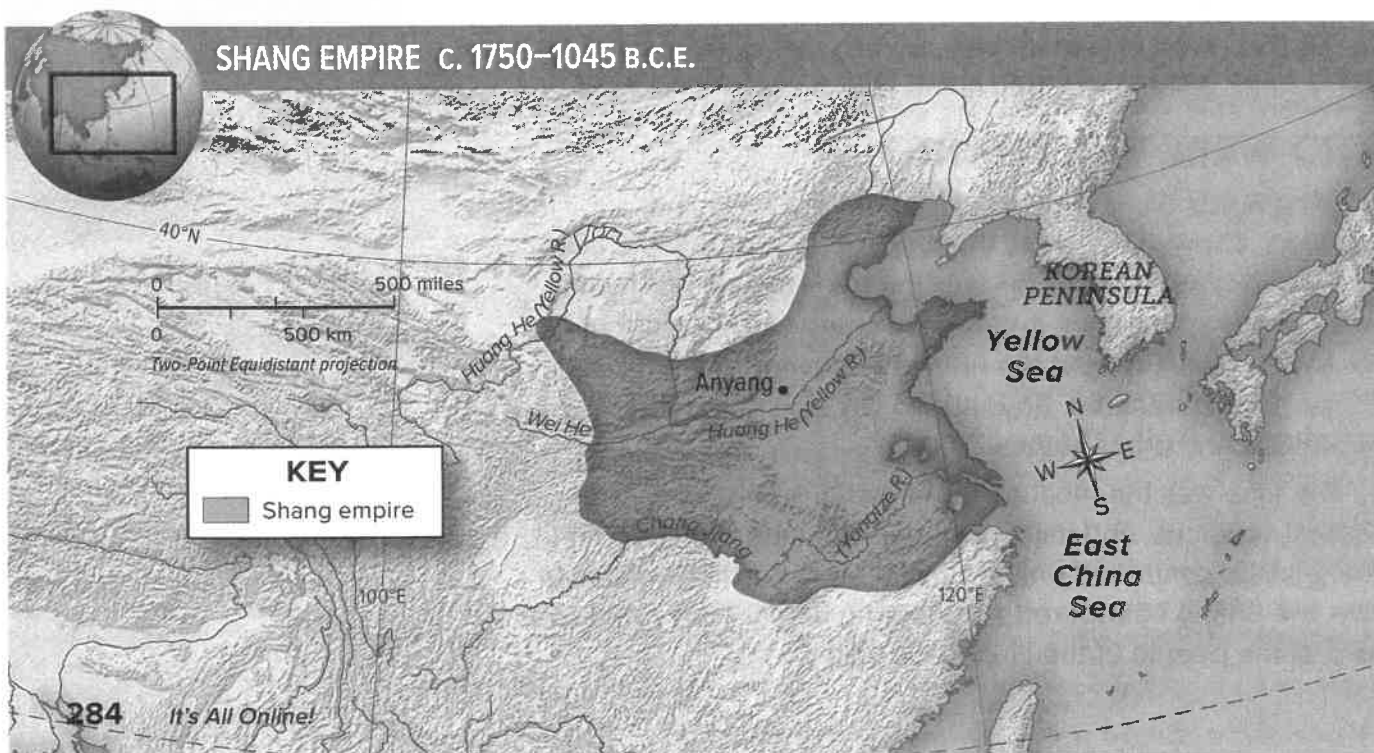 SHANG EMPIRE C. 1750–1045 B.C.E.
40°N
0 500 miles
0 500 km
Two-Point Equidistant projection
Huang He (Yellow R.)
KOREAN
PENINSULA
Yellow
Sea
Anyang
Huang He (Yellow R.)
Wei He
N
W E
S
KEY
Shang empire
Chang Jiang
(Yangtze R.)
East
China
Sea
100°E
120°E
284 It's All Online!